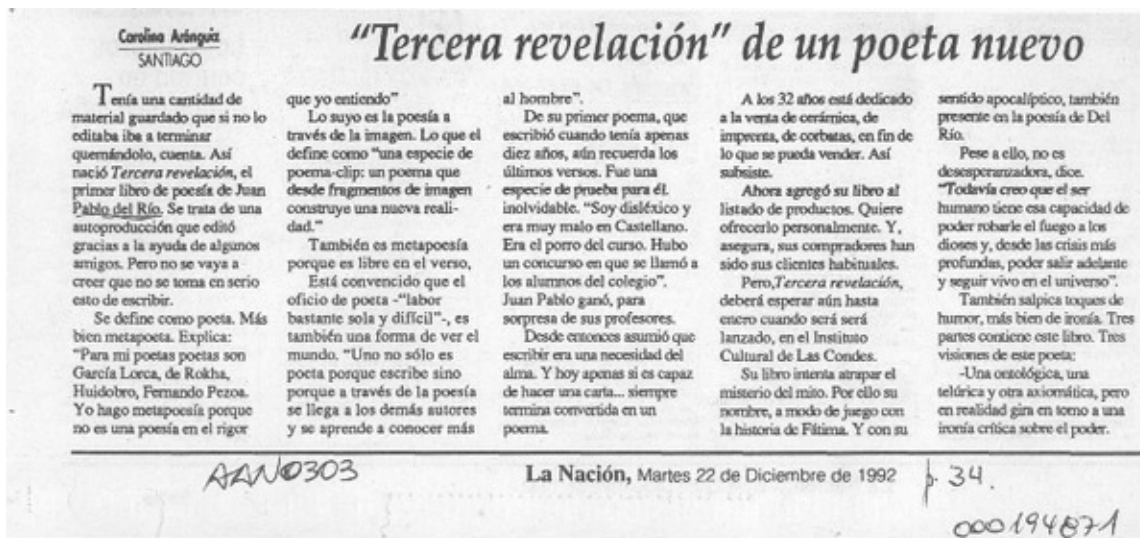 Carolina Aránguiz
SANTIAGO
“Tercera revelación” de un poeta nuevo
Tenía una cantidad de
material guardado que si no lo
editaba iba a terminar
quemándolo, cuenta. Así
nació Tercera revelación, el
primer libro de poesía de Juan
Pablo del Río. Se trata de una
autoproducción que editó
gracias a la ayuda de algunos
amigos. Pero no se vaya a
creer que no se toma en serio
esto de escribir.
Se define como poeta. Más
bien metapoeta. Explica:
“Para mi poetas poetas son
García Lorca, de Rokha,
Huidobro, Fernando Pezoa.
Yo hago metapoesía porque
no es una poesía en el rigor
que yo entiendo”
Lo suyo es la poesía a
través de la imagen. Lo que el
define como “una especie de
poema-clip: un poema que
desde fragmentos de imagen
construye una nueva reali-
dad.”
También es metapoesía
porque es libre en el verso,
Está convencido que el
oficio de poeta -“labor
bastante sola y difícil”-, es
también una forma de ver el
mundo. “Uno no sólo es
poeta porque escribe sino
porque a través de la poesía
se llega a los demás autores
y se aprende a conocer más
al hombre”.
De su primer poema, que
escribió cuando tenía apenas
diez años, aún recuerda los
últimos versos. Fue una
especie de prueba para él.
inolvidable. “Soy disléxico y
era muy malo en Castellano.
Era el porro del curso. Hubo
un concurso en que se llamó a
los alumnos del colegio”.
Juan Pablo ganó, para
sorpresa de sus profesores.
Desde entonces asumió que
escribir era una necesidad del
alma. Y hoy apenas si es capaz
de hacer una carta... siempre
termina convertida en un
poema.
A los 32 años está dedicado
a la venta de cerámica, de
imprenta, de corbatas, en fin de
lo que se pueda vender. Así
subsiste.
Ahora agregó su libro al
listado de productos. Quiere
ofrecerlo personalmente. Y,
asegura, sus compradores han
sido sus clientes habituales.
Pero, Tercera revelación,
deberá esperar aún hasta
enero cuando será será
lanzado, en el Instituto
Cultural de Las Condes.
Su libro intenta atrapar el
misterio del mito. Por ello su
nombre, a modo de juego con
la historia de Fátima. Y con su
sentido apocalíptico, también
presente en la poesía de Del
Río.
Pese a ello, no es
desesperanzadora, dice.
“Todavía creo que el ser
humano tiene esa capacidad de
poder robarle el fuego a los
dioses y, desde las crisis más
profundas, poder salir adelante
y seguir vivo en el universo”.
También salpica toques de
humor, más bien de ironía. Tres
partes contiene este libro. Tres
visiones de este poeta:
-Una ontológica, una
telúrica y otra axiomática, pero
en realidad gira en torno a una
ironía crítica sobre el poder.
AAN0303
La Nación, Martes 22 de Diciembre de 1992
p. 34.
000194871